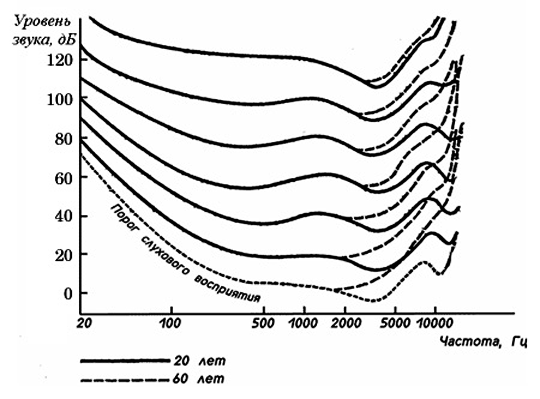 Уровень
звука, дБ
120
100
80
60
40
20
0
Порог слухового восприятия
20 100 500 1000 2000 5000 10000
Частота, Гц
20 лет
60 лет